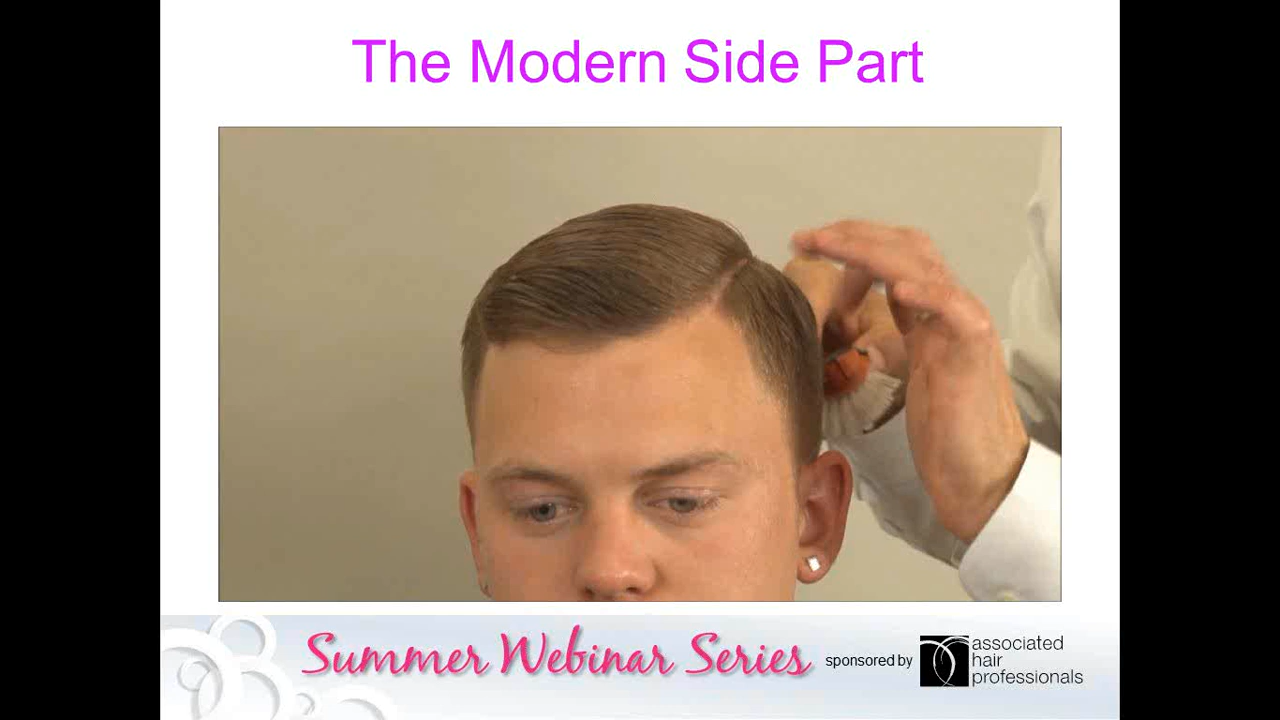 The Modern Side Part
Summer Webinar Series
sponsored by
associated
hair
professionals